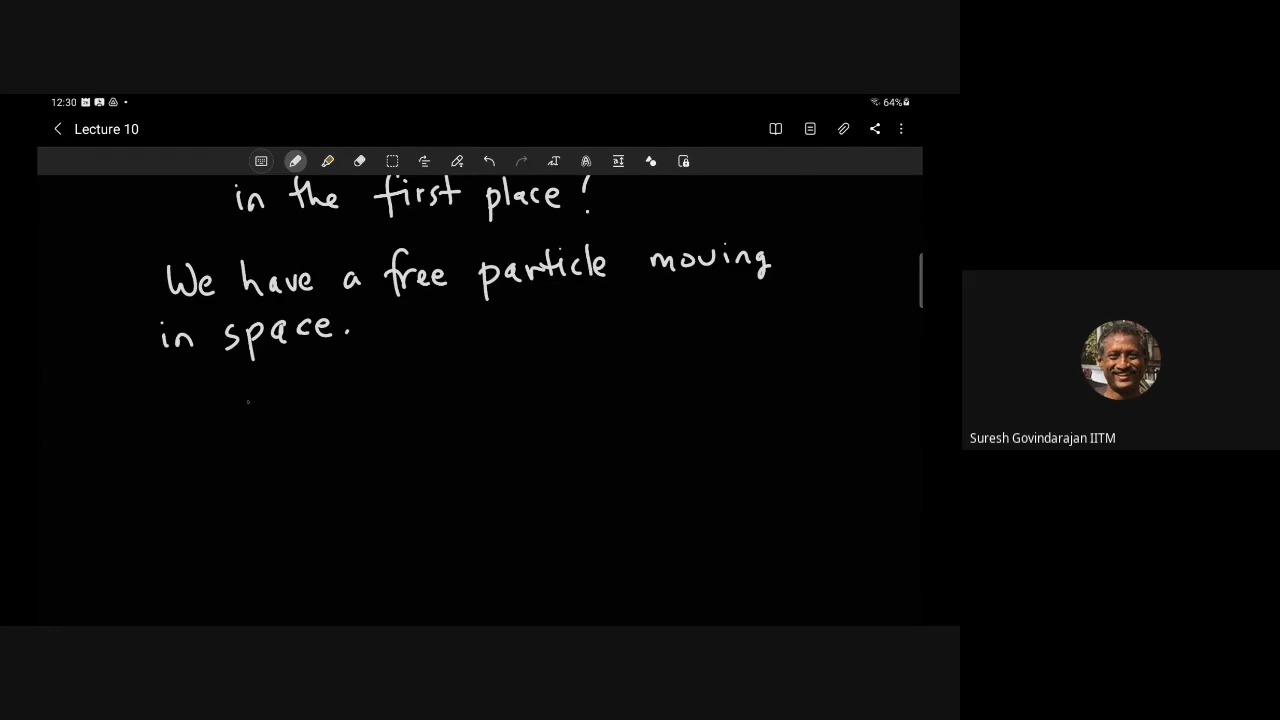 12:30
64%
Lecture 10
in the first place?
We have a free particle moving
in space.
Suresh Govindarajan IITM